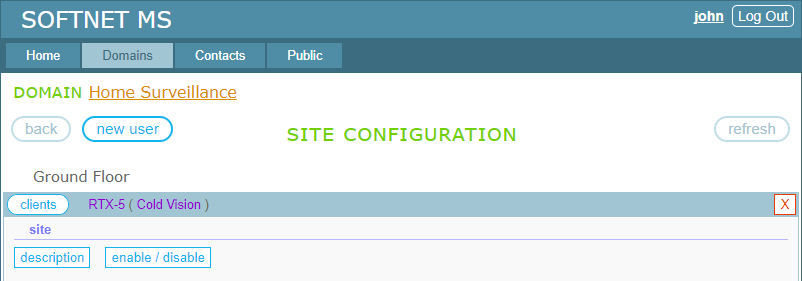 SOFTNET MS
john Log Out
Home Domains Contacts Public
DOMAIN Home Surveillance
back new user SITE CONFIGURATION refresh
Ground Floor
clients RTX-5 ( Cold Vision ) X
site
description enable / disable